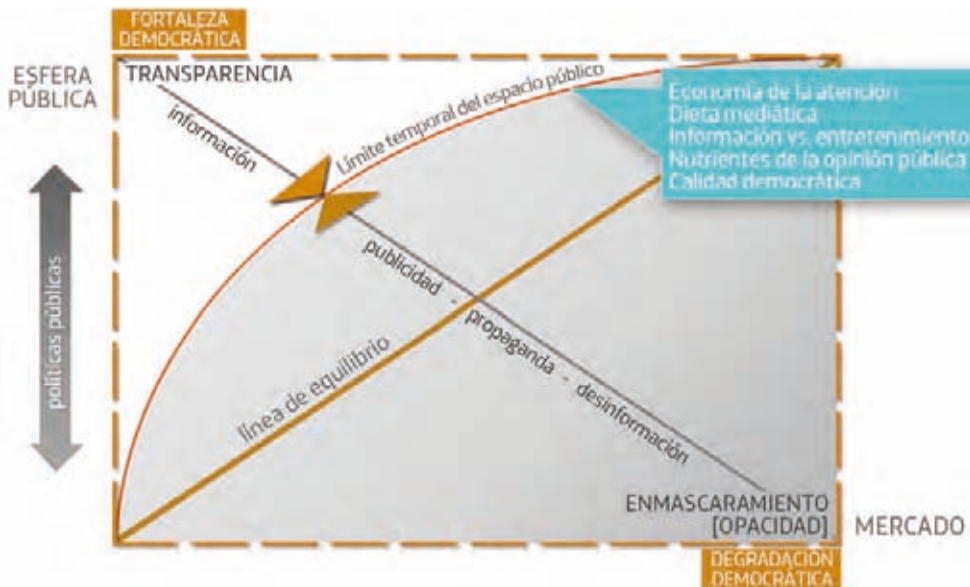 FORTALEZA
DEMOCRÁTICA
ESFERA
PÚBLICA
TRANSPARENCIA
información
Límite temporal del espacio público
Economía de la atención
Dieta mediática
Información vs. entretenimiento
Nutrientes de la opinión pública
Calidad democrática
políticas públicas
publicidad - propaganda - desinformación
línea de equilibrio
ENMASCARAMIENTO
[OPACIDAD]
MERCADO
DEGRADACIÓN
DEMOCRÁTICA